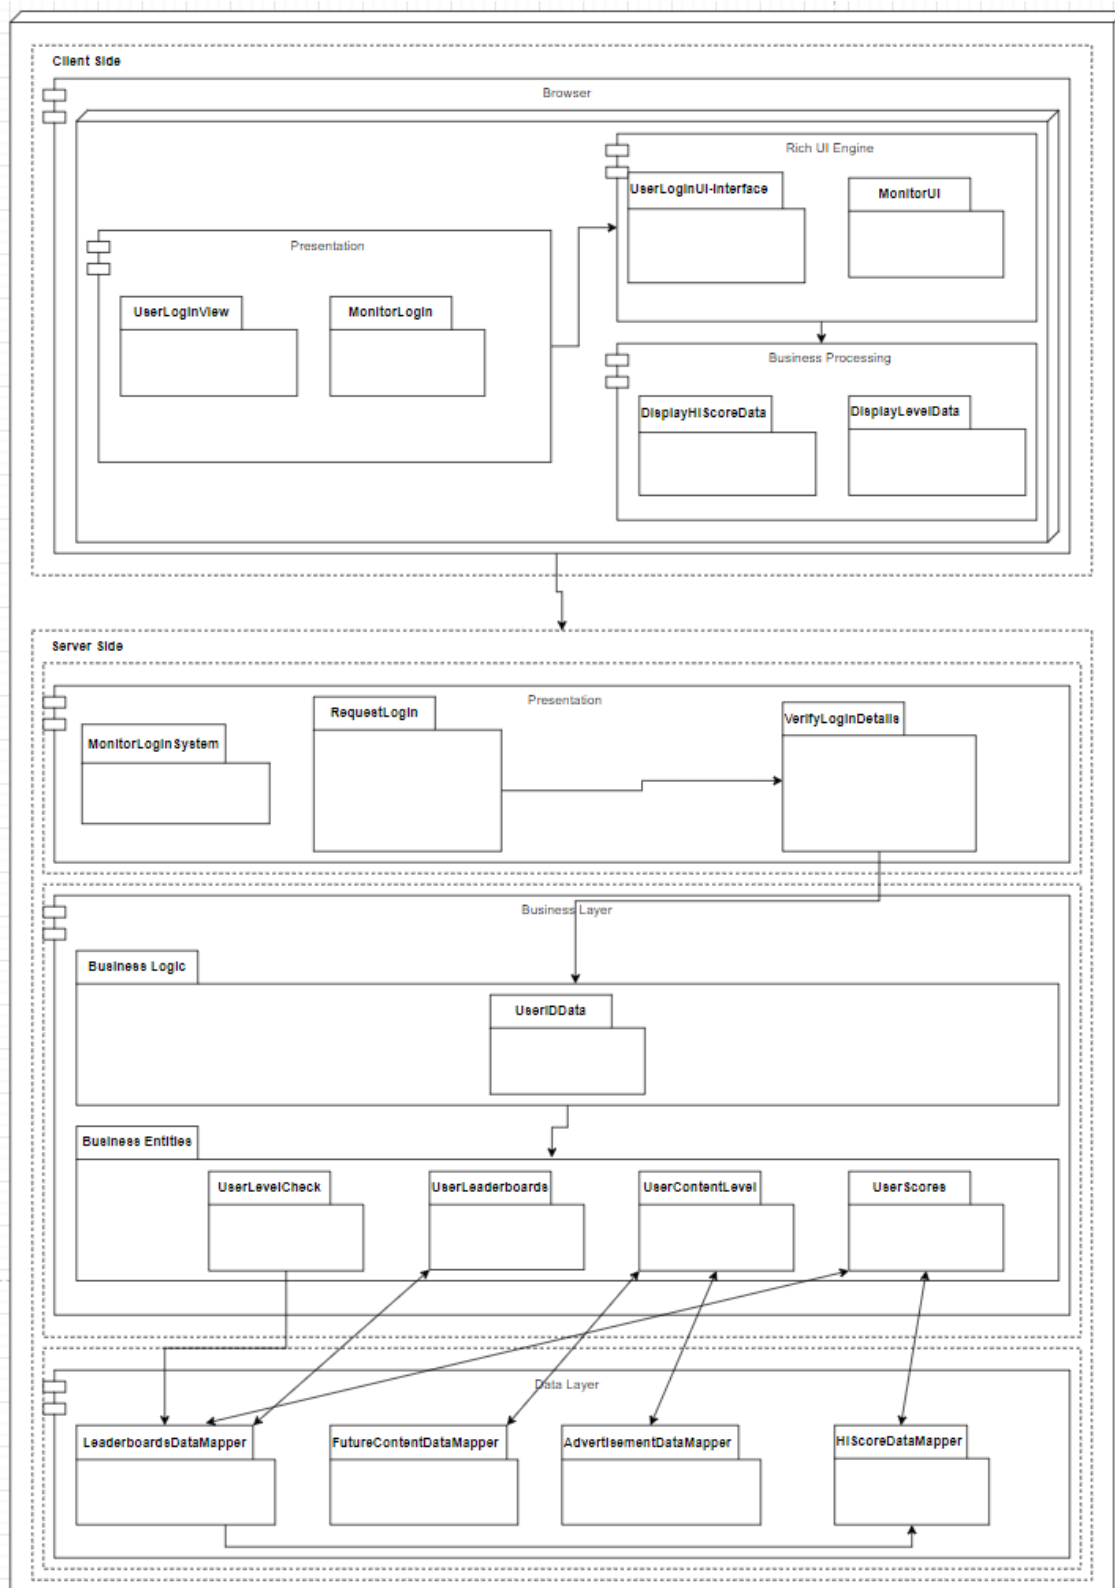 Client Side
Browser
Rich UI Engine
UserLoginUI-Interface
MonitorUI
Presentation
UserLoginView
MonitorLogin
Business Processing
DisplayHiScoreData
DisplayLevelData
Server Side
Presentation
RequestLogin
VerifyLoginDetails
MonitorLoginSystem
Business Layer
Business Logic
UserIDData
Business Entities
UserLevelCheck
UserLeaderboards
UserContentLevel
UserScores
Data Layer
LeaderboardsDataMapper
FutureContentDataMapper
AdvertisementDataMapper
HiScoreDataMapper